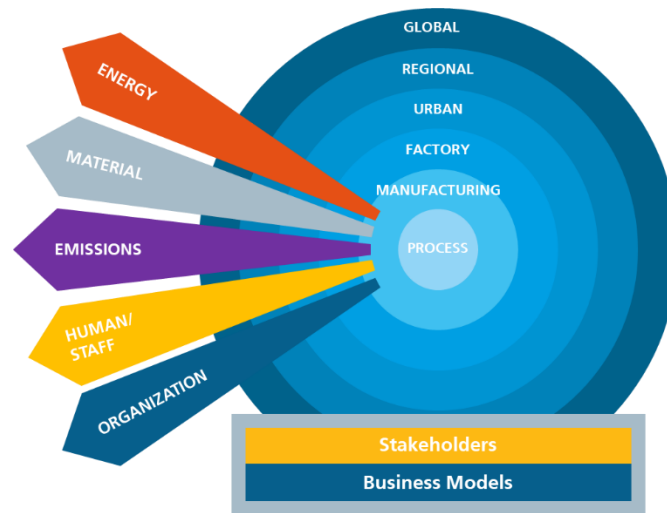 GLOBAL
REGIONAL
URBAN
FACTORY
MANUFACTURING
PROCESS
ENERGY
MATERIAL
EMISSIONS
HUMAN/
STAFF
ORGANIZATION
Stakeholders
Business Models